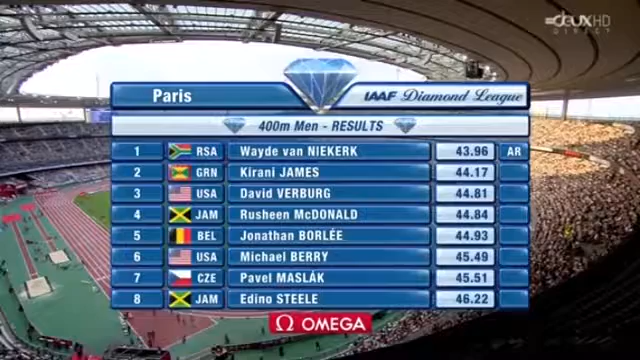 =deux HD
DIRECT
Paris
IAAF Diamond League
400m Men - RESULTS
1 RSA Wayde van NIEKERK 43.96 AR
2 GRN Kirani JAMES 44.17
3 USA David VERBURG 44.81
4 JAM Rusheen McDONALD 44.84
5 BEL Jonathan BORLÉE 44.93
6 USA Michael BERRY 45.49
7 CZE Pavel MASLÁK 45.51
8 JAM Edino STEELE 46.22
Ω OMEGA